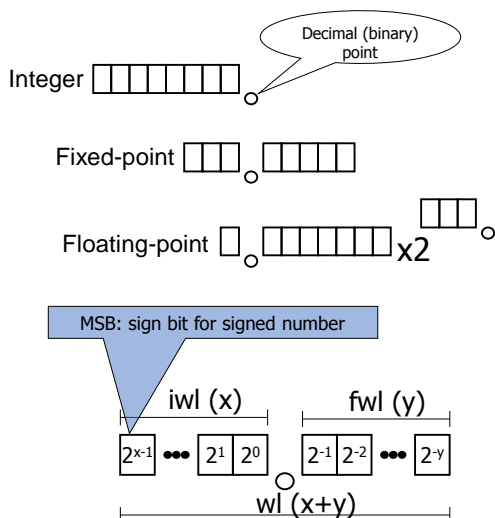 Decimal (binary)
point
Integer
Fixed-point
Floating-point
x2
MSB: sign bit for signed number
iwl (x)
fwl (y)
2ˣ⁻¹ ••• 2¹ 2⁰ 2⁻¹ 2⁻² ••• 2⁻ʸ
wl (x+y)